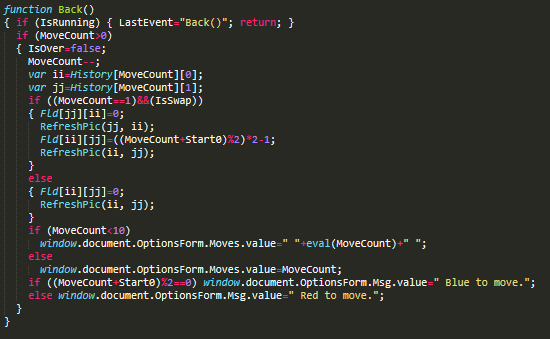 function Back()
{ if (IsRunning) { LastEvent="Back()"; return; }
  if (MoveCount>0)
  { IsOver=false;
    MoveCount--;
    var ii=History[MoveCount][0];
    var jj=History[MoveCount][1];
    if ((MoveCount==1)&&(IsSwap))
    { Fld[jj][ii]=0;
      RefreshPic(jj, ii);
      Fld[ii][jj]=((MoveCount+Start0)%2)*2-1;
      RefreshPic(ii, jj);
    }
    else
    { Fld[ii][jj]=0;
      RefreshPic(ii, jj);
    }
    if (MoveCount<10)
      window.document.OptionsForm.Moves.value=" "+eval(MoveCount)+" ";
    else
      window.document.OptionsForm.Moves.value=MoveCount;
    if ((MoveCount+Start0)%2==0) window.document.OptionsForm.Msg.value=" Blue to move.";
    else window.document.OptionsForm.Msg.value=" Red to move.";
  }
}